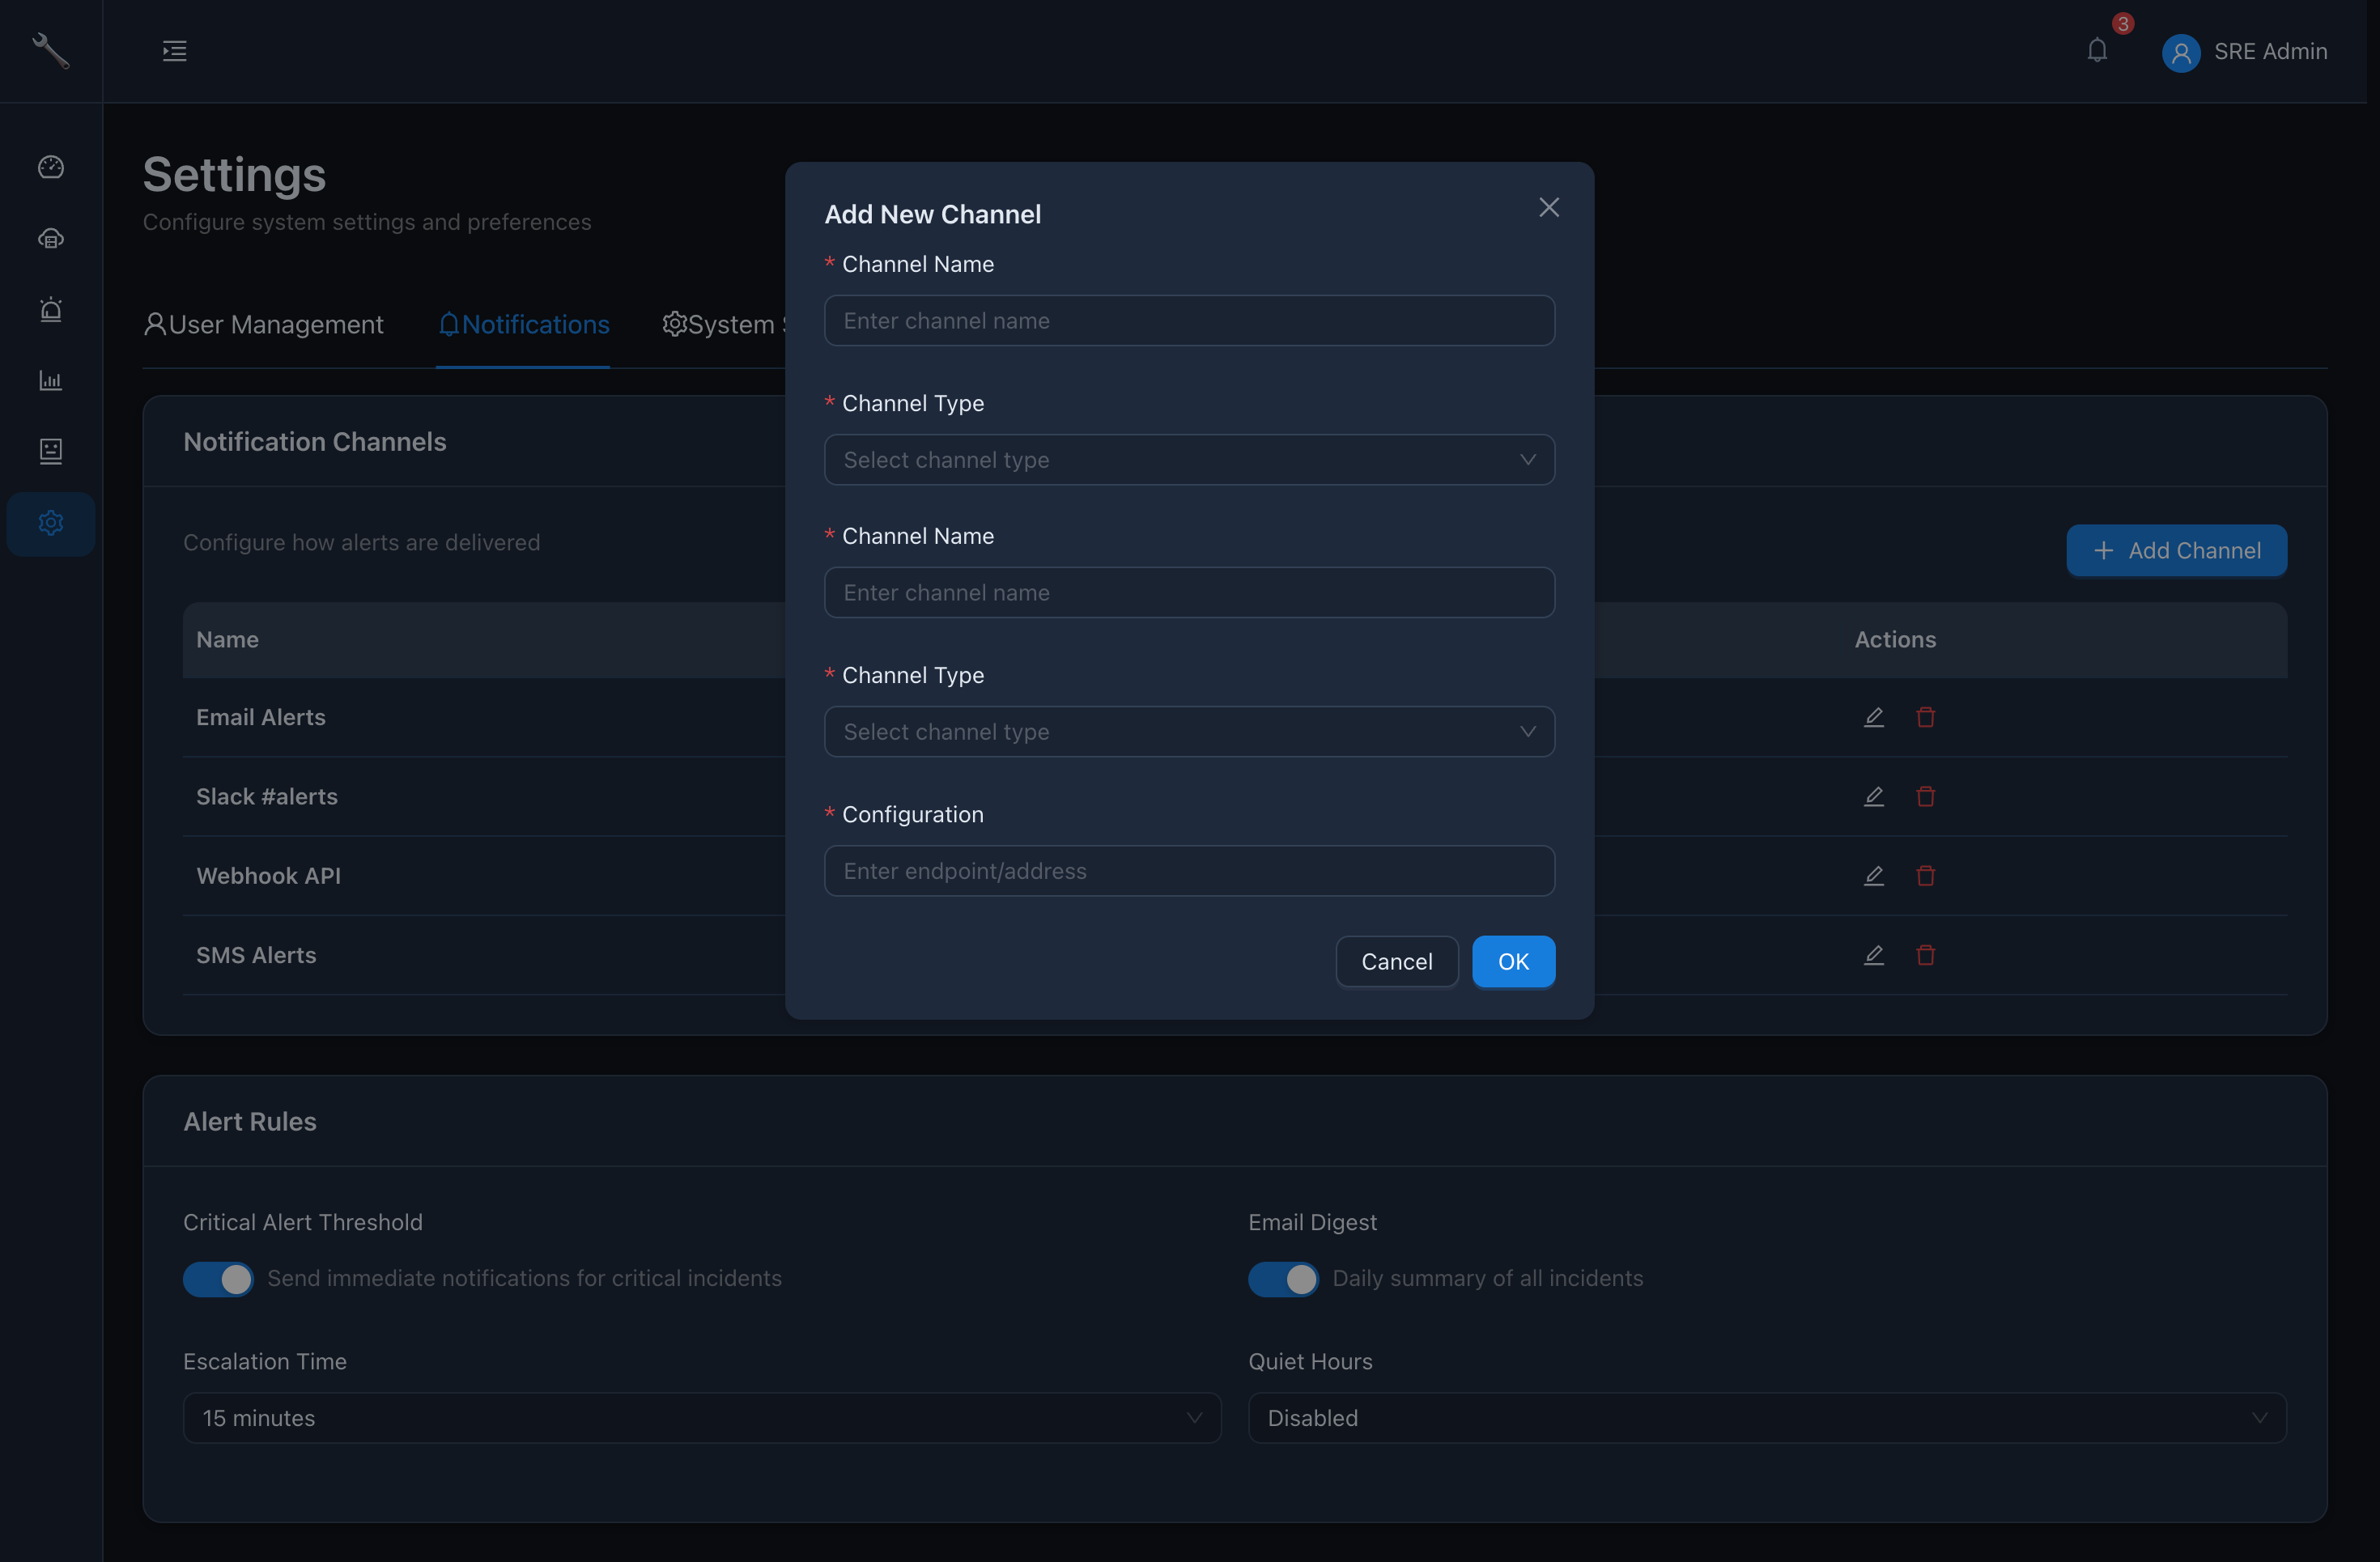 3
SRE Admin
Settings
Configure system settings and preferences
User Management
Notifications
System
Notification Channels
Configure how alerts are delivered
Add Channel
Name
Actions
Email Alerts
Slack #alerts
Webhook API
SMS Alerts
Add New Channel
* Channel Name
Enter channel name
* Channel Type
Select channel type
* Channel Name
Enter channel name
* Channel Type
Select channel type
* Configuration
Enter endpoint/address
Cancel
OK
Alert Rules
Critical Alert Threshold
Send immediate notifications for critical incidents
Email Digest
Daily summary of all incidents
Escalation Time
15 minutes
Quiet Hours
Disabled